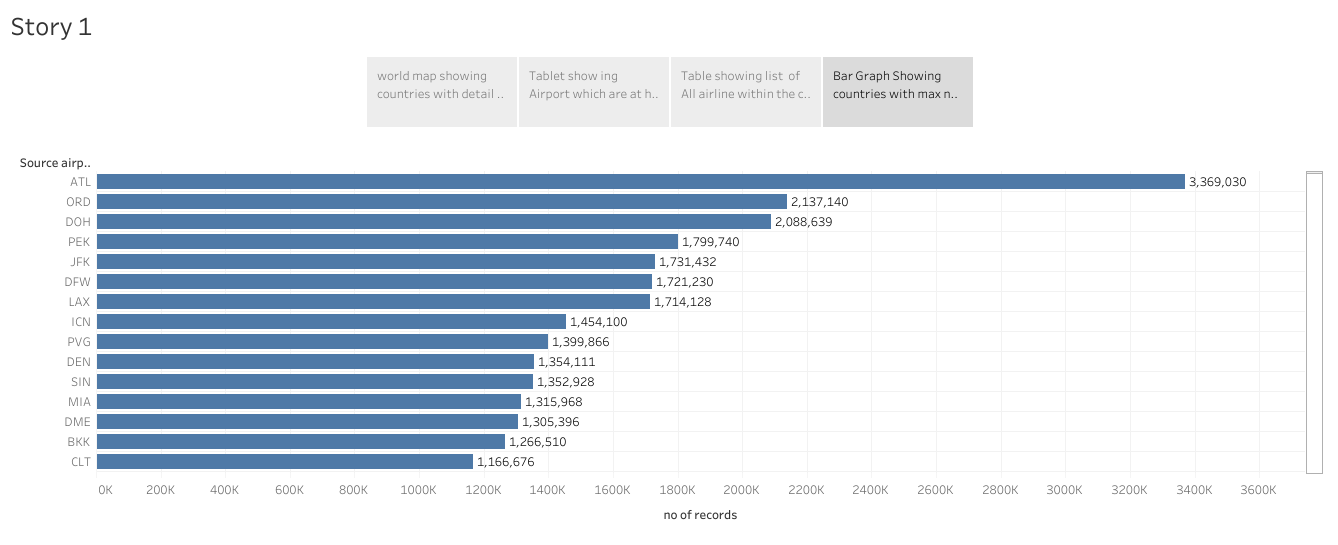 Story 1
world map showing
countries with detail ..
Tablet show ing
Airport which are at h..
Table showing list  of
All airline within the c..
Bar Graph Showing
countries with max n..
Source airp..
ATL 3,369,030
ORD 2,137,140
DOH 2,088,639
PEK 1,799,740
JFK 1,731,432
DFW 1,721,230
LAX 1,714,128
ICN 1,454,100
PVG 1,399,866
DEN 1,354,111
SIN 1,352,928
MIA 1,315,968
DME 1,305,396
BKK 1,266,510
CLT 1,166,676
0K 200K 400K 600K 800K 1000K 1200K 1400K 1600K 1800K 2000K 2200K 2400K 2600K 2800K 3000K 3200K 3400K 3600K
no of records